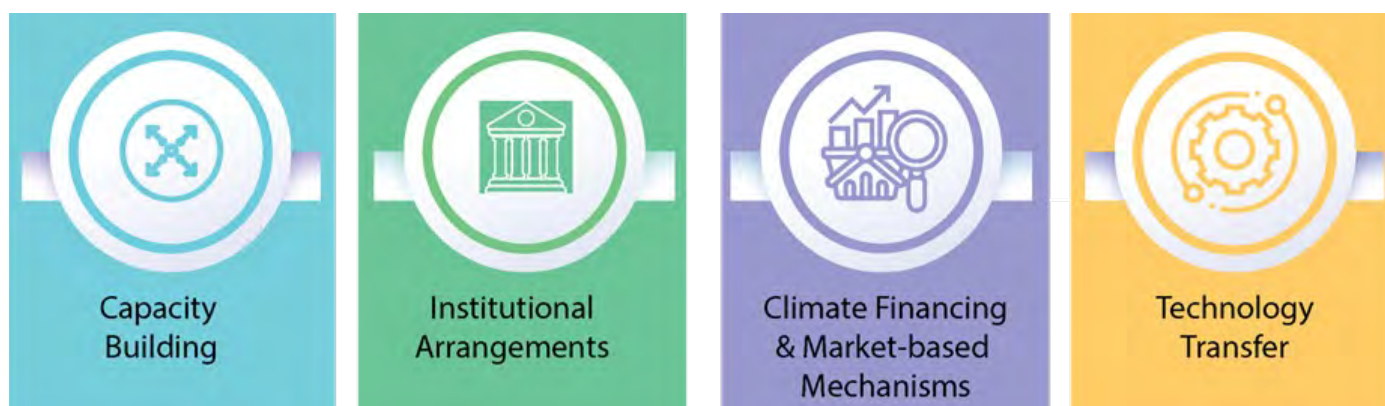 Capacity
Building
Institutional
Arrangements
Climate Financing
& Market-based
Mechanisms
Technology
Transfer